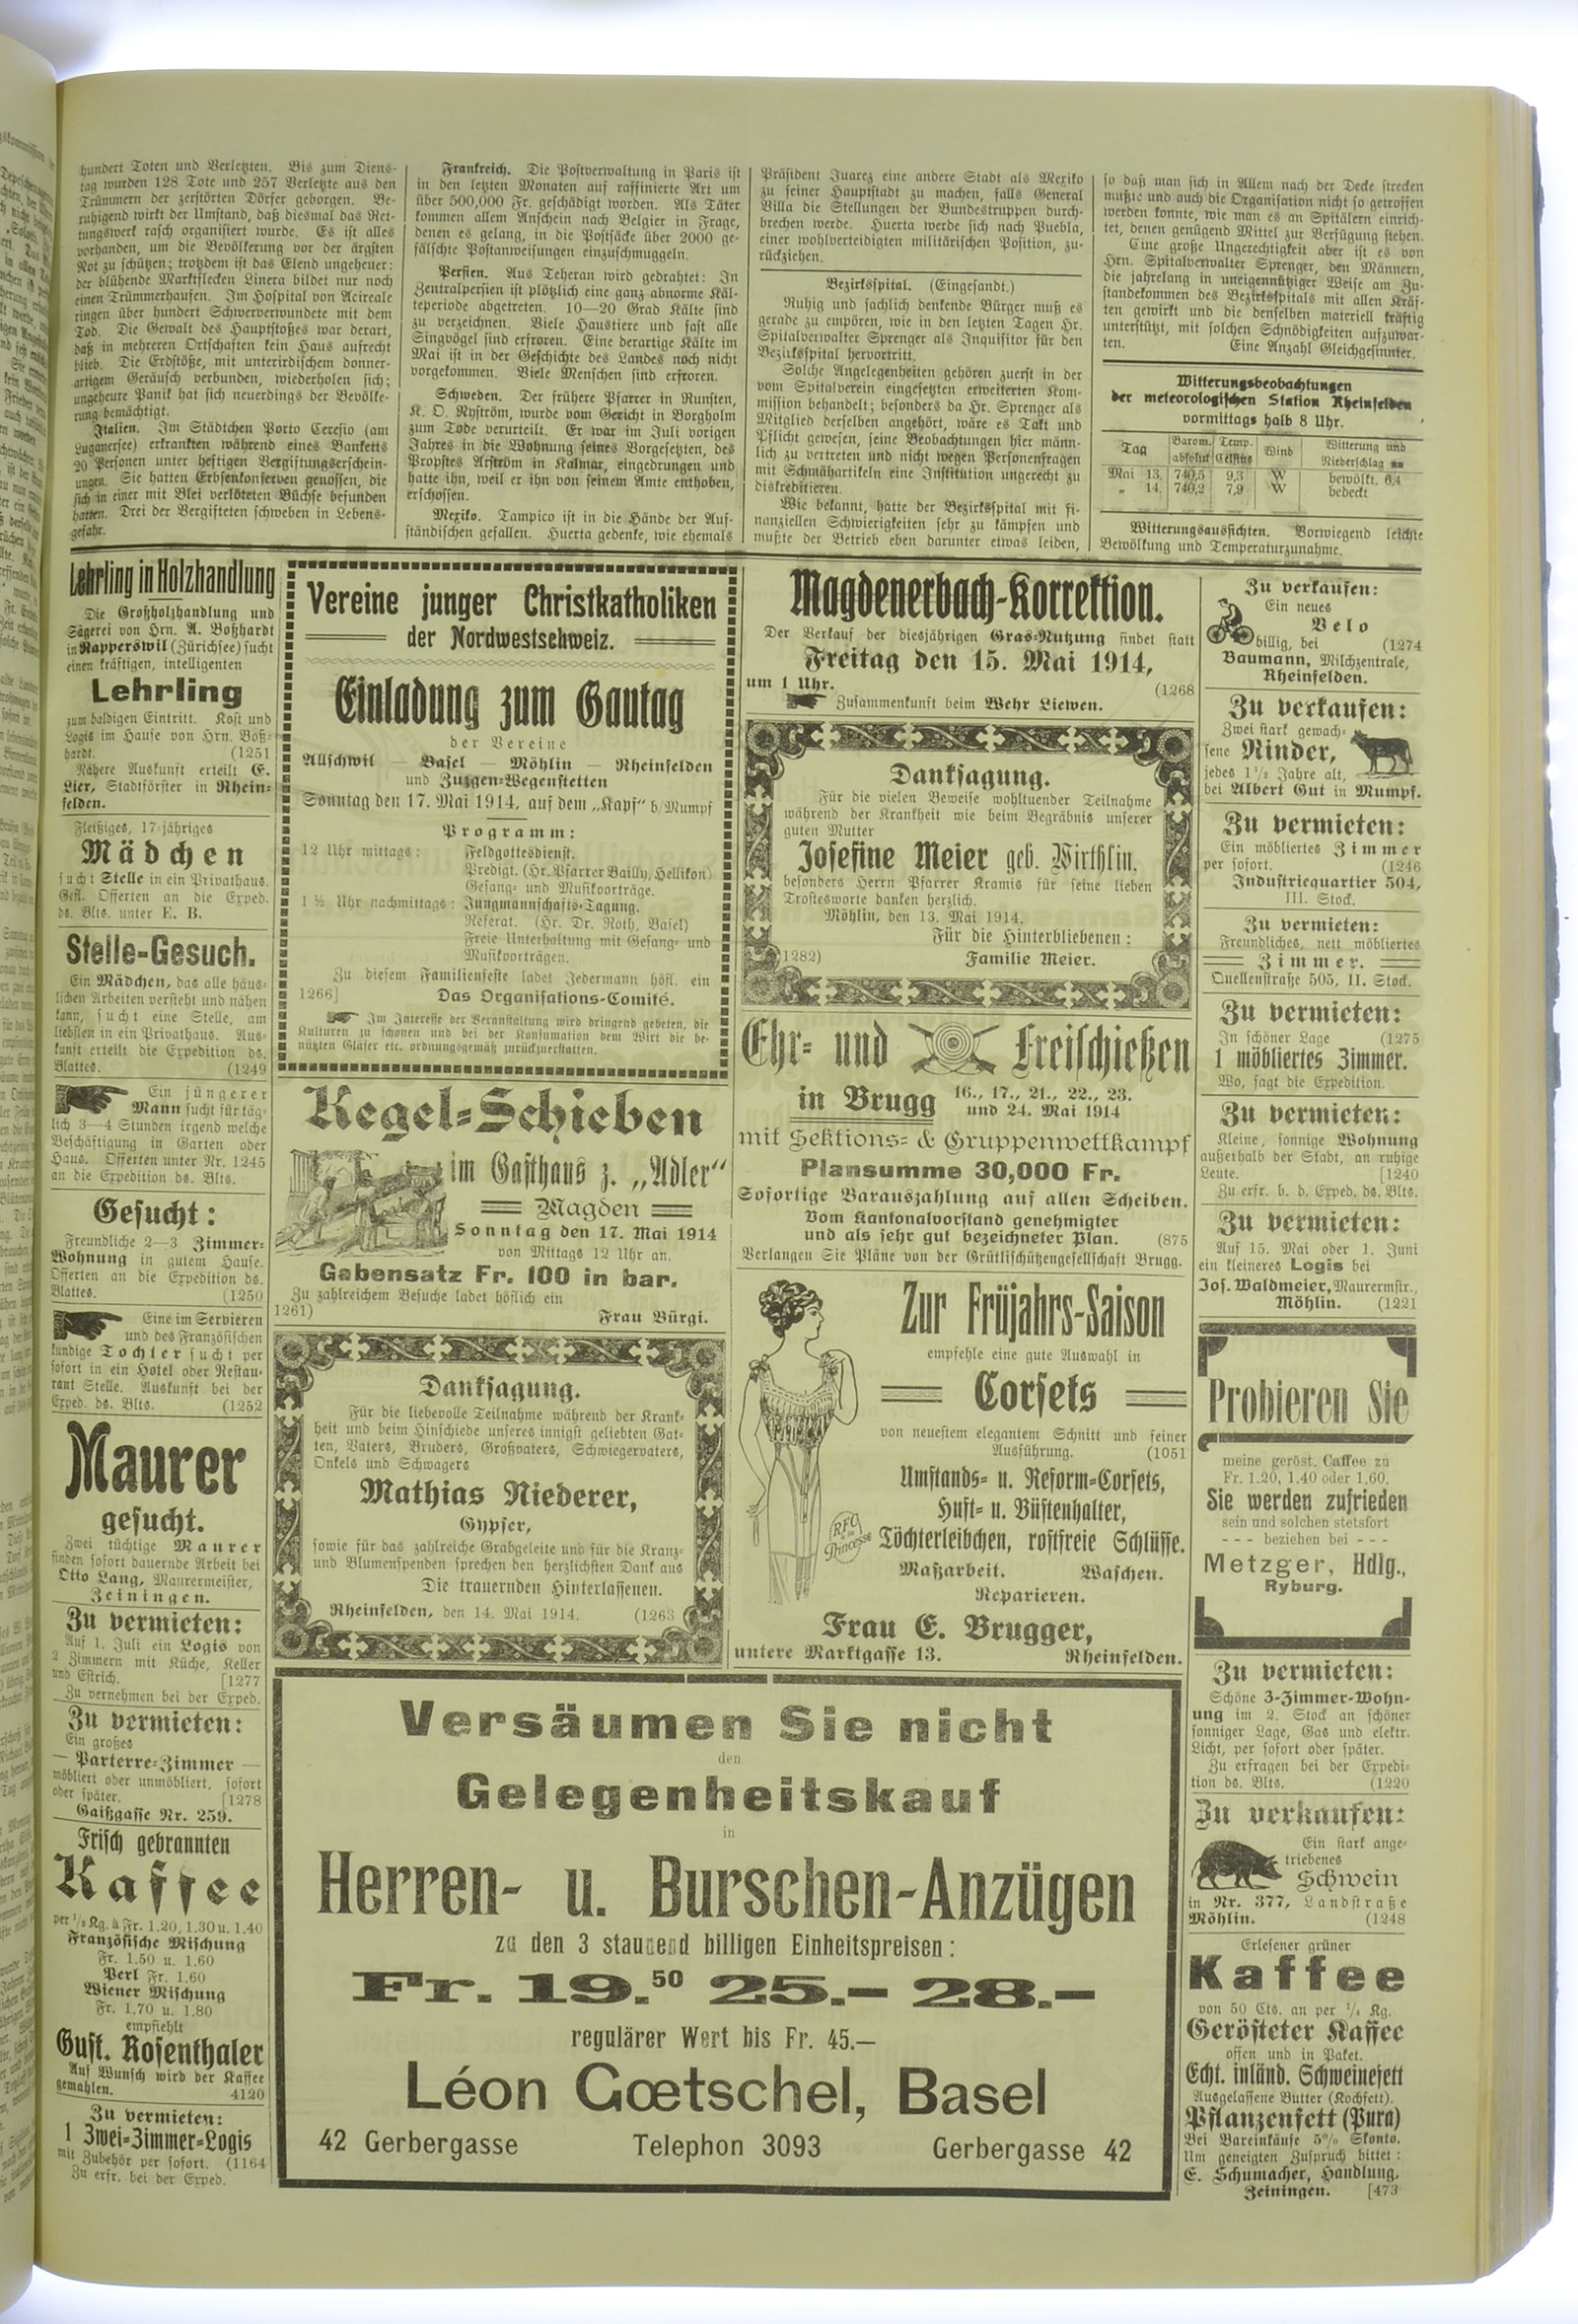 hundert Toten und Verletzten. Bis zum Diens-
tag wurden 128 Tote und 257 Verletzte aus den
Trümmern der zerstörten Dörfer geborgen. Be-
ruhigend wirkt der Umstand, daß diesmal das Ret-
tungswerk rasch organisiert wurde. Es ist alles
vorhanden, um die Bevölkerung vor der ärgsten
Not zu schützen; trotzdem ist das Elend ungeheuer:
der blühende Marktflecken Linera bildet nur noch
einen Trümmerhaufen. Im Hospital von Acireale
ringen über hundert Schwerverwundete mit dem
Tod. Die Gewalt des Hauptstoßes war derart,
daß in mehreren Ortschaften kein Haus aufrecht
blieb. Die Erdstöße, mit unterirdischem donner-
artigem Geräusch verbunden, wiederholen sich;
ungeheure Panik hat sich neuerdings der Bevölke-
rung bemächtigt.
Italien. Im Städtchen Porto Ceresio (am
Luganersee) erkrankten während eines Banketts
20 Personen unter heftigen Vergiftungserschein-
ungen. Sie hatten Erbsenkonserven genossen, die
sich in einer mit Blei verlöteten Büchse befunden
hatten. Drei der Vergifteten schweben in Lebens-
gefahr.
Frankreich. Die Postverwaltung in Paris ist
in den letzten Monaten auf raffinierte Art um
über 500,000 Fr. geschädigt worden. Als Täter
kommen allem Anschein nach Belgier in Frage,
denen es gelang, in die Postsäcke über 2000 ge-
fälschte Postanweisungen einzuschmuggeln.
Persien. Aus Teheran wird gedrahtet: In
Zentralpersien ist plötzlich eine ganz abnorme Käl-
teperiode abgetreten. 10—20 Grad Kälte sind
zu verzeichnen. Viele Haustiere und fast alle
Singvögel sind erfroren. Eine derartige Kälte im
Mai ist in der Geschichte des Landes noch nicht
vorgekommen. Viele Menschen sind erfroren.
Schweden. Der frühere Pfarrer in Runsten,
K. O. Nyström, wurde vom Gericht in Borgholm
zum Tode verurteilt. Er war im Juli vorigen
Jahres in die Wohnung seines Vorgesetzten, des
Propstes Arström in Kalmar, eingedrungen und
hatte ihn, weil er ihn von seinem Amte enthoben,
erschossen.
Mexiko. Tampico ist in die Hände der Auf-
ständischen gefallen. Huerta gedenke, wie ehemals
Präsident Juarez eine andere Stadt als Mexiko
zu seiner Hauptstadt zu machen, falls General
Villa die Stellungen der Bundestruppen durch-
brechen werde. Huerta werde sich nach Puebla,
einer wohlverteidigten militärischen Position, zu-
rückziehen.
Bezirksspital. (Eingesandt.)
Ruhig und sachlich denkende Bürger muß es
gerade zu empören, wie in den letzten Tagen Hr.
Spitalverwalter Sprenger als Inquisitor für den
Bezirksspital hervortritt.
Solche Angelegenheiten gehören zuerst in der
vom Spitalverein eingesetzten erweiterten Kom-
mission behandelt; besonders da Hr. Sprenger als
Mitglied derselben angehört, wäre es Takt und
Pflicht gewesen, seine Beobachtungen hier männ-
lich zu vertreten und nicht wegen Personenfragen
mit Schmähartikeln eine Institution ungerecht zu
diskreditieren.
Wie bekannt, hatte der Bezirksspital mit fi-
nanziellen Schwierigkeiten sehr zu kämpfen und
mußte der Betrieb eben darunter etwas leiden,
so daß man sich in Allem nach der Decke strecken
mußte und auch die Organisation nicht so getroffen
werden konnte, wie man es an Spitälern einrich-
tet, denen genügend Mittel zur Verfügung stehen.
Eine große Ungerechtigkeit aber ist es von
Hrn. Spitalverwalter Sprenger, den Männern,
die jahrelang in uneigennütziger Weise am Zu-
standekommen des Bezirksspitals mit allen Kräf-
ten gewirkt und die denselben materiell kräftig
unterstützt, mit solchen Schnödigkeiten aufzuwar-
ten. Eine Anzahl Gleichgesinnter.
Witterungsbeobachtungen
der meteorologischen Station Rheinfelden
vormittags halb 8 Uhr.
Tag Barom. absolut Temp. Celsius Wind Witterung und Niederschlag
Mai 13. 740,5 9,3 W bewölkt, 6,4
„ 14. 740,2 7,9 W bedeckt
Witterungsaussichten. Vorwiegend leichte
Bewölkung und Temperaturzunahme.
Lehrling in Holzhandlung
Die Großholzhandlung und
Sägerei von Hrn. A. Boßhardt
in Rapperswil (Zürichsee) sucht
einen kräftigen, intelligenten
Lehrling
zum baldigen Eintritt. Kost und
Logis im Hause von Hrn. Boß-
hardt. (1251
Nähere Auskunft erteilt E.
Lier, Stadtförster in Rhein-
felden.
Fleißiges, 17-jähriges
Mädchen
sucht Stelle in ein Privathaus.
Gefl. Offerten an die Exped.
ds. Blts. unter E. B.
Stelle-Gesuch.
Ein Mädchen, das alle häus-
lichen Arbeiten versteht und nähen
kann, sucht eine Stelle, am
liebsten in ein Privathaus. Aus-
kunft erteilt die Expedition ds.
Blattes. (1249
Ein jüngerer
Mann sucht für täg-
lich 3—4 Stunden irgend welche
Beschäftigung in Garten oder
Haus. Offerten unter Nr. 1245
an die Expedition ds. Blts.
Gesucht:
Freundliche 2—3 Zimmer-
Wohnung in gutem Hause.
Offerten an die Expedition ds.
Blattes. (1250
Eine im Servieren
und des Französischen
kundige Tochter sucht per
sofort in ein Hotel oder Restau-
rant Stelle. Auskunft bei der
Exped. ds. Blts. (1252
Maurer
gesucht.
Zwei tüchtige Maurer
finden sofort dauernde Arbeit bei
Otto Lang, Maurermeister,
Zeiningen.
Zu vermieten:
Auf 1. Juli ein Logis von
2 Zimmern mit Küche, Keller
und Estrich. [1277
Zu vernehmen bei der Exped.
Zu vermieten:
Ein großes
— Parterre-Zimmer —
möbliert oder unmöbliert, sofort
oder später. [1278
Gaißgasse Nr. 259.
Frisch gebrannten
Kaffee
per ½ Kg. à Fr. 1.20, 1.30 u. 1.40
Französische Mischung
Fr. 1.50 u. 1.60
Perl Fr. 1.60
Wiener Mischung
Fr. 1.70 u. 1.80
empfiehlt
Gust. Rosenthaler
Auf Wunsch wird der Kaffee
gemahlen. 4120
Zu vermieten:
1 Zwei-Zimmer-Logis
mit Zubehör per sofort. (1164
Zu erfr. bei der Exped.
Vereine junger Christkatholiken
der Nordwestschweiz.
Einladung zum Gautag
der Vereine
Allschwil — Basel — Möhlin — Rheinfelden
und Zuzgen-Wegenstetten
Sonntag den 17. Mai 1914, auf dem „Kapf“ b/Mumpf
Programm:
12 Uhr mittags: Feldgottesdienst.
Predigt. (Hr. Pfarrer Bailly, Hellikon)
Gesang- und Musikvorträge.
1 ½ Uhr nachmittags: Jungmannschafts-Tagung.
Referat. (Hr. Dr. Roth, Basel)
Freie Unterhaltung mit Gesang- und
Musikvorträgen.
Zu diesem Familienfeste ladet Jedermann höfl. ein
1266] Das Organisations-Comité.
Im Interesse der Veranstaltung wird dringend gebeten, die
Kulturen zu schonen und bei der Konsumation dem Wirt die be-
nützten Gläser etc. ordnungsgemäß zurückzuerstatten.
Kegel-Schieben
im Gasthaus z. „Adler“
Magden
Sonntag den 17. Mai 1914
von Mittags 12 Uhr an.
Gabensatz Fr. 100 in bar.
Zu zahlreichem Besuche ladet höflich ein
1261) Frau Bürgi.
Danksagung.
Für die liebevolle Teilnahme während der Krank-
heit und beim Hinschiede unseres innigst geliebten Gat-
ten, Vaters, Bruders, Großvaters, Schwiegervaters,
Onkels und Schwagers
Mathias Niederer,
Gypser,
sowie für das zahlreiche Grabgeleite und für die Kranz-
und Blumenspenden sprechen den herzlichsten Dank aus
Die trauernden Hinterlassenen.
Rheinfelden, den 14. Mai 1914. (1263
Magdenerbach-Korrektion.
Der Verkauf der diesjährigen Gras-Nutzung findet statt
Freitag den 15. Mai 1914,
um 1 Uhr. (1268
Zusammenkunft beim Wehr Liewen.
Danksagung.
Für die vielen Beweise wohltuender Teilnahme
während der Krankheit wie beim Begräbnis unserer
guten Mutter
Josefine Meier geb. Wirthlin,
besonders Herrn Pfarrer Kramis für seine lieben
Trostesworte danken herzlich.
Möhlin, den 13. Mai 1914.
Für die Hinterbliebenen:
1282) Familie Meier.
Ehr- und Freischießen
in Brugg 16., 17., 21., 22., 23.
und 24. Mai 1914
mit Sektions- & Gruppenwettkampf
Plansumme 30,000 Fr.
Sofortige Barauszahlung auf allen Scheiben.
Vom Kantonalvorstand genehmigter
und als sehr gut bezeichneter Plan. (875
Verlangen Sie Pläne von der Grütlischützengesellschaft Brugg.
Zur Früjahrs-Saison
empfehle eine gute Auswahl in
Corsets
von neuestem elegantem Schnitt und feiner
Ausführung. (1051
Umstands- u. Reform-Corsets,
Hüft- u. Büstenhalter,
Töchterleibchen, rostfreie Schlüsse.
Maßarbeit. Waschen.
Reparieren.
P.F.C.
à la
Princesse
Frau E. Brugger,
untere Marktgasse 13. Rheinfelden.
Versäumen Sie nicht
den
Gelegenheitskauf
in
Herren- u. Burschen-Anzügen
zu den 3 staunend billigen Einheitspreisen:
Fr. 19.50 25.— 28.—
regulärer Wert bis Fr. 45.—
Léon Gœtschel, Basel
42 Gerbergasse Telephon 3093 Gerbergasse 42
Zu verkaufen:
Ein neues
Velo
billig, bei (1274
Baumann, Milchzentrale,
Rheinfelden.
Zu verkaufen:
Zwei stark gewach-
sene Rinder,
jedes 1½ Jahre alt,
bei Albert Gut in Mumpf.
Zu vermieten:
Ein möbliertes Zimmer
per sofort. (1246
Industriequartier 504,
III. Stock.
Zu vermieten:
Freundliches, nett möbliertes
Zimmer.
Quellenstraße 505, II. Stock.
Zu vermieten:
In schöner Lage (1275
1 möbliertes Zimmer.
Wo, sagt die Expedition.
Zu vermieten:
Kleine, sonnige Wohnung
außerhalb der Stadt, an ruhige
Leute. [1240
Zu erfr. b. d. Exped. ds. Blts.
Zu vermieten:
Auf 15. Mai oder 1. Juni
ein kleineres Logis bei
Jos. Waldmeier, Maurermstr.,
Möhlin. (1221
Probieren Sie
meine geröst. Caffee zu
Fr. 1.20, 1.40 oder 1.60,
Sie werden zufrieden
sein und solchen stetsfort
- - - beziehen bei - - -
Metzger, Hdlg.,
Ryburg.
Zu vermieten:
Schöne 3-Zimmer-Wohn-
ung im 2. Stock an schöner
sonniger Lage, Gas und elektr.
Licht, per sofort oder später.
Zu erfragen bei der Expedi-
tion ds. Blts. (1220
Zu verkaufen:
Ein stark ange-
triebenes
Schwein
in Nr. 377, Landstraße
Möhlin. (1248
Erlesener grüner
Kaffee
von 50 Cts. an per ½ Kg.
Gerösteter Kaffee
offen und in Paket.
Echt. inländ. Schweinefett
Ausgelassene Butter (Kochfett).
Pflanzenfett (Pura)
Bei Bareinkäufe 5% Skonto.
Um geneigten Zuspruch bittet:
E. Schumacher, Handlung,
Zeiningen. [473